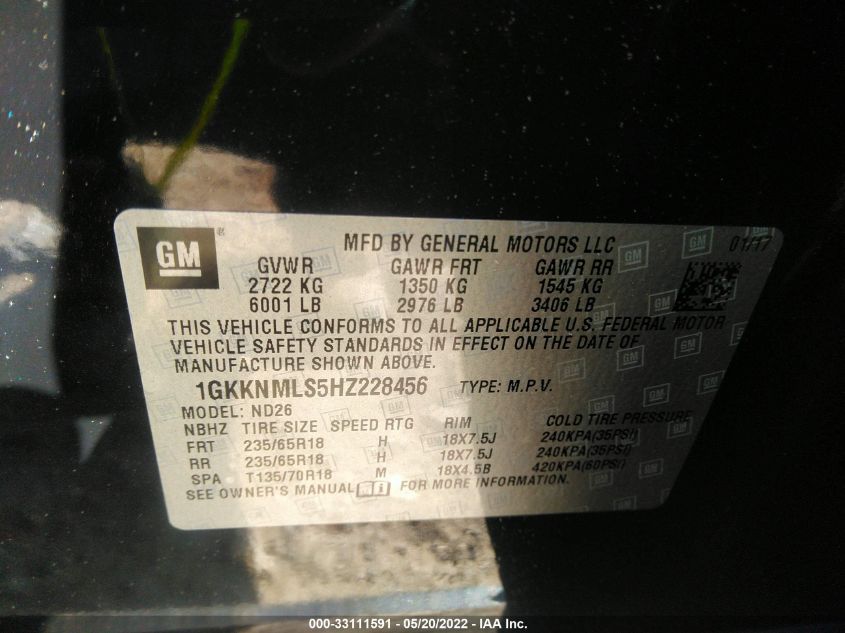 GM ®
MFD BY GENERAL MOTORS LLC 01/17
GVWR GAWR FRT GAWR RR
2722 KG 1350 KG 1545 KG
6001 LB 2976 LB 3406 LB
THIS VEHICLE CONFORMS TO ALL APPLICABLE U.S. FEDERAL MOTOR
VEHICLE SAFETY STANDARDS IN EFFECT ON THE DATE OF
MANUFACTURE SHOWN ABOVE.
1GKKNMLS5HZ228456 TYPE: M.P.V.
MODEL: ND26
NBHZ TIRE SIZE SPEED RTG RIM COLD TIRE PRESSURE
FRT 235/65R18 H 18X7.5J 240KPA(35PSI)
RR 235/65R18 H 18X7.5J 240KPA(35PSI)
SPA T135/70R18 M 18X4.5B 420KPA(60PSI)
SEE OWNER'S MANUAL i FOR MORE INFORMATION.
000-33111591 - 05/20/2022 - IAA Inc.